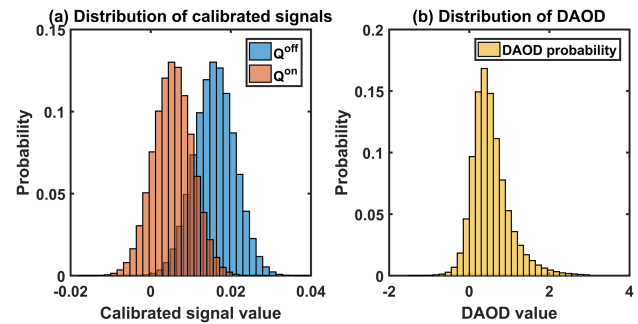 (a) Distribution of calibrated signals
0.15
0.1
0.05
0
-0.02
0
0.02
0.04
Probability
Calibrated signal value
Q^off
Q^on
(b) Distribution of DAOD
0.2
0.15
0.1
0.05
0
-2
0
2
4
Probability
DAOD value
DAOD probability